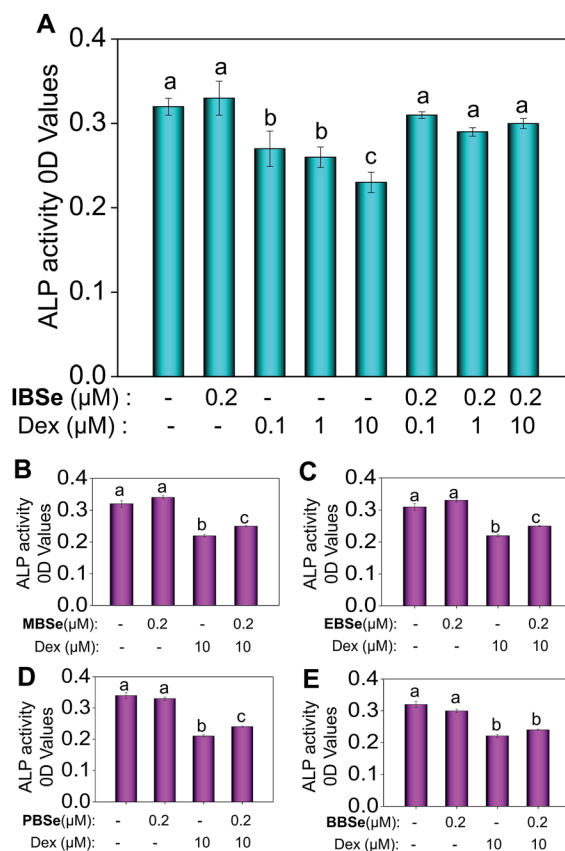 A
ALP activity 0D Values
0.4
0.3
0.2
0.1
0.0
a a b b c a a a
IBSe (µM) : - 0.2 - - - 0.2 0.2 0.2
Dex (µM) : - - 0.1 1 10 0.1 1 10
B
ALP activity
0D Values
0.4
0.3
0.2
0.1
0.0
a a b c
MBSe(µM): - 0.2 - 0.2
Dex (µM): - - 10 10
C
ALP activity
0D Values
0.4
0.3
0.2
0.1
0.0
a a b c
EBSe(µM): - 0.2 - 0.2
Dex (µM): - - 10 10
D
ALP activity
0D Values
0.4
0.3
0.2
0.1
0.0
a a b c
PBSe(µM): - 0.2 - 0.2
Dex (µM): - - 10 10
E
ALP activity
0D Values
0.4
0.3
0.2
0.1
0.0
a a b b
BBSe(µM): - 0.2 - 0.2
Dex (µM): - - 10 10